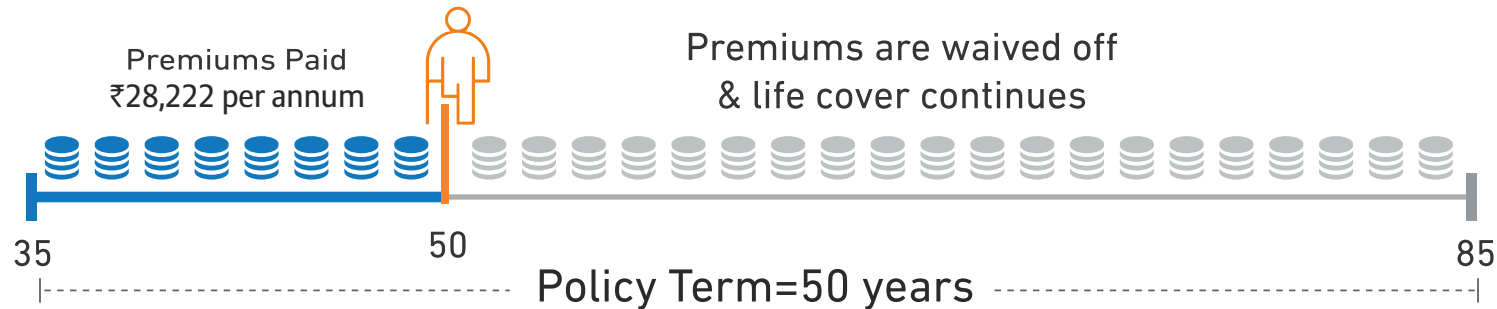 Premiums Paid
₹28,222 per annum
Premiums are waived off
& life cover continues
35
50
85
Policy Term=50 years